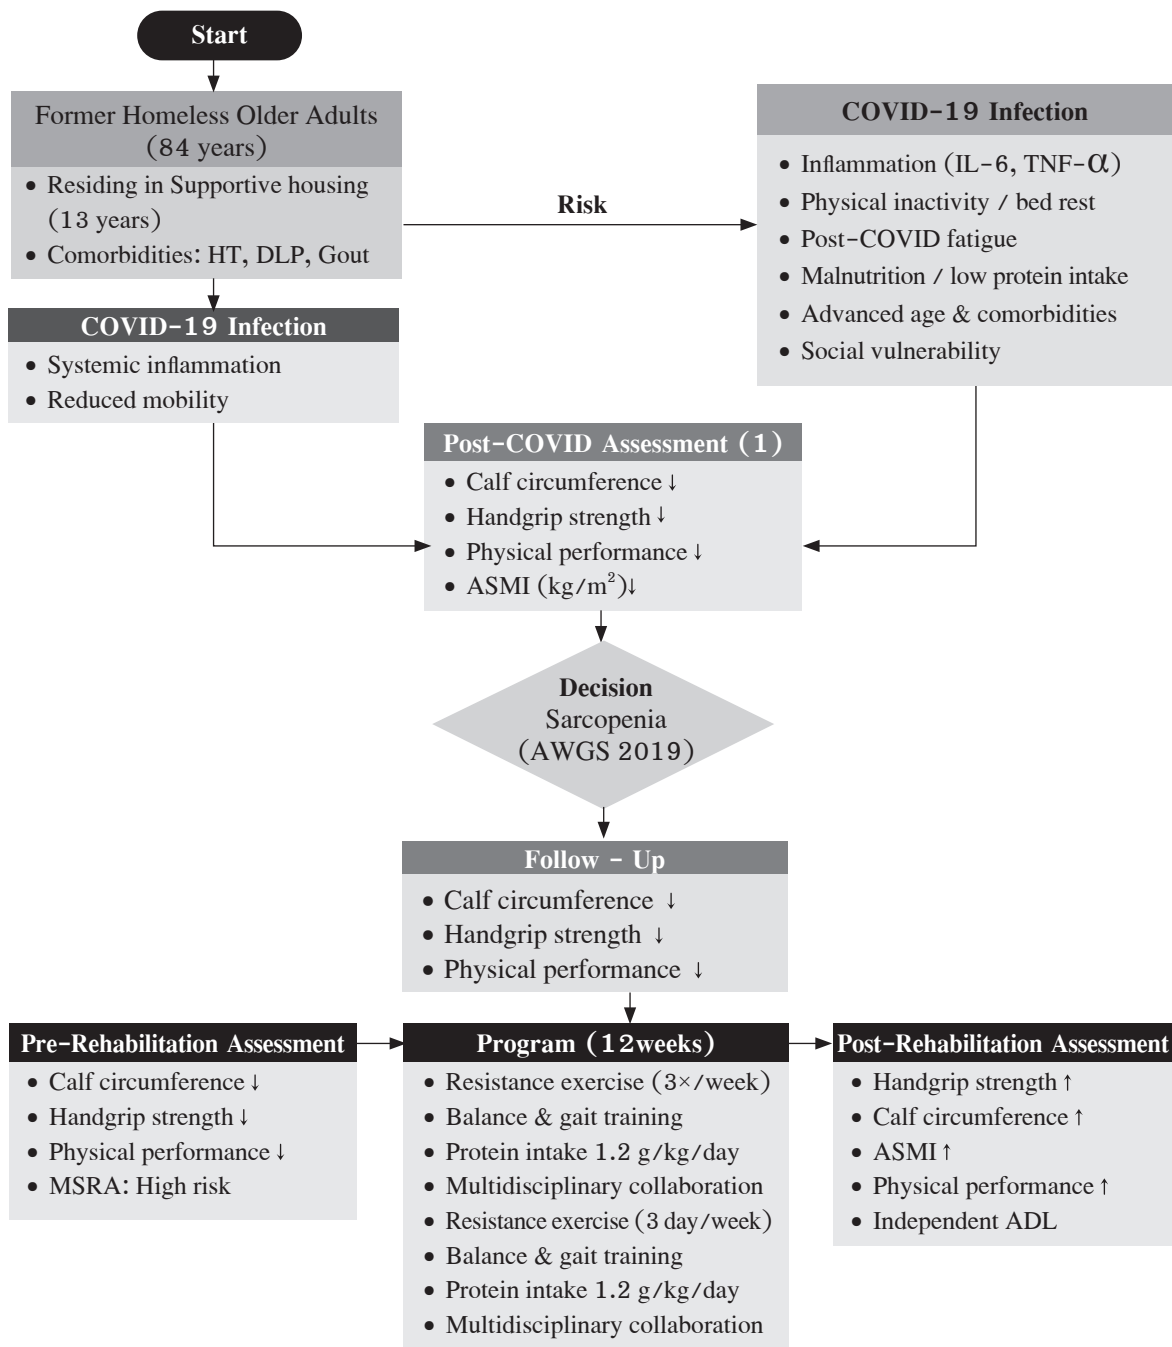 Start
Former Homeless Older Adults
(84 years)
• Residing in Supportive housing
(13 years)
• Comorbidities: HT, DLP, Gout
Risk
COVID-19 Infection
• Inflammation (IL-6, TNF-α)
• Physical inactivity / bed rest
• Post-COVID fatigue
• Malnutrition / low protein intake
• Advanced age & comorbidities
• Social vulnerability
COVID-19 Infection
• Systemic inflammation
• Reduced mobility
Post-COVID Assessment (1)
• Calf circumference ↓
• Handgrip strength ↓
• Physical performance ↓
• ASMI (kg/m²)↓
Decision
Sarcopenia
(AWGS 2019)
Follow - Up
• Calf circumference ↓
• Handgrip strength ↓
• Physical performance ↓
Pre-Rehabilitation Assessment
• Calf circumference ↓
• Handgrip strength ↓
• Physical performance ↓
• MSRA: High risk
Program (12weeks)
• Resistance exercise (3×/week)
• Balance & gait training
• Protein intake 1.2 g/kg/day
• Multidisciplinary collaboration
• Resistance exercise (3 day/week)
• Balance & gait training
• Protein intake 1.2 g/kg/day
• Multidisciplinary collaboration
Post-Rehabilitation Assessment
• Handgrip strength ↑
• Calf circumference ↑
• ASMI ↑
• Physical performance ↑
• Independent ADL